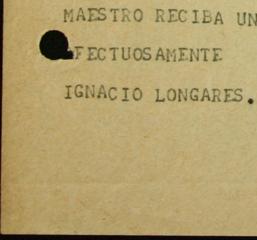 MAESTRO RECIBA UN
FECTUOSAMENTE
IGNACIO LONGARES.